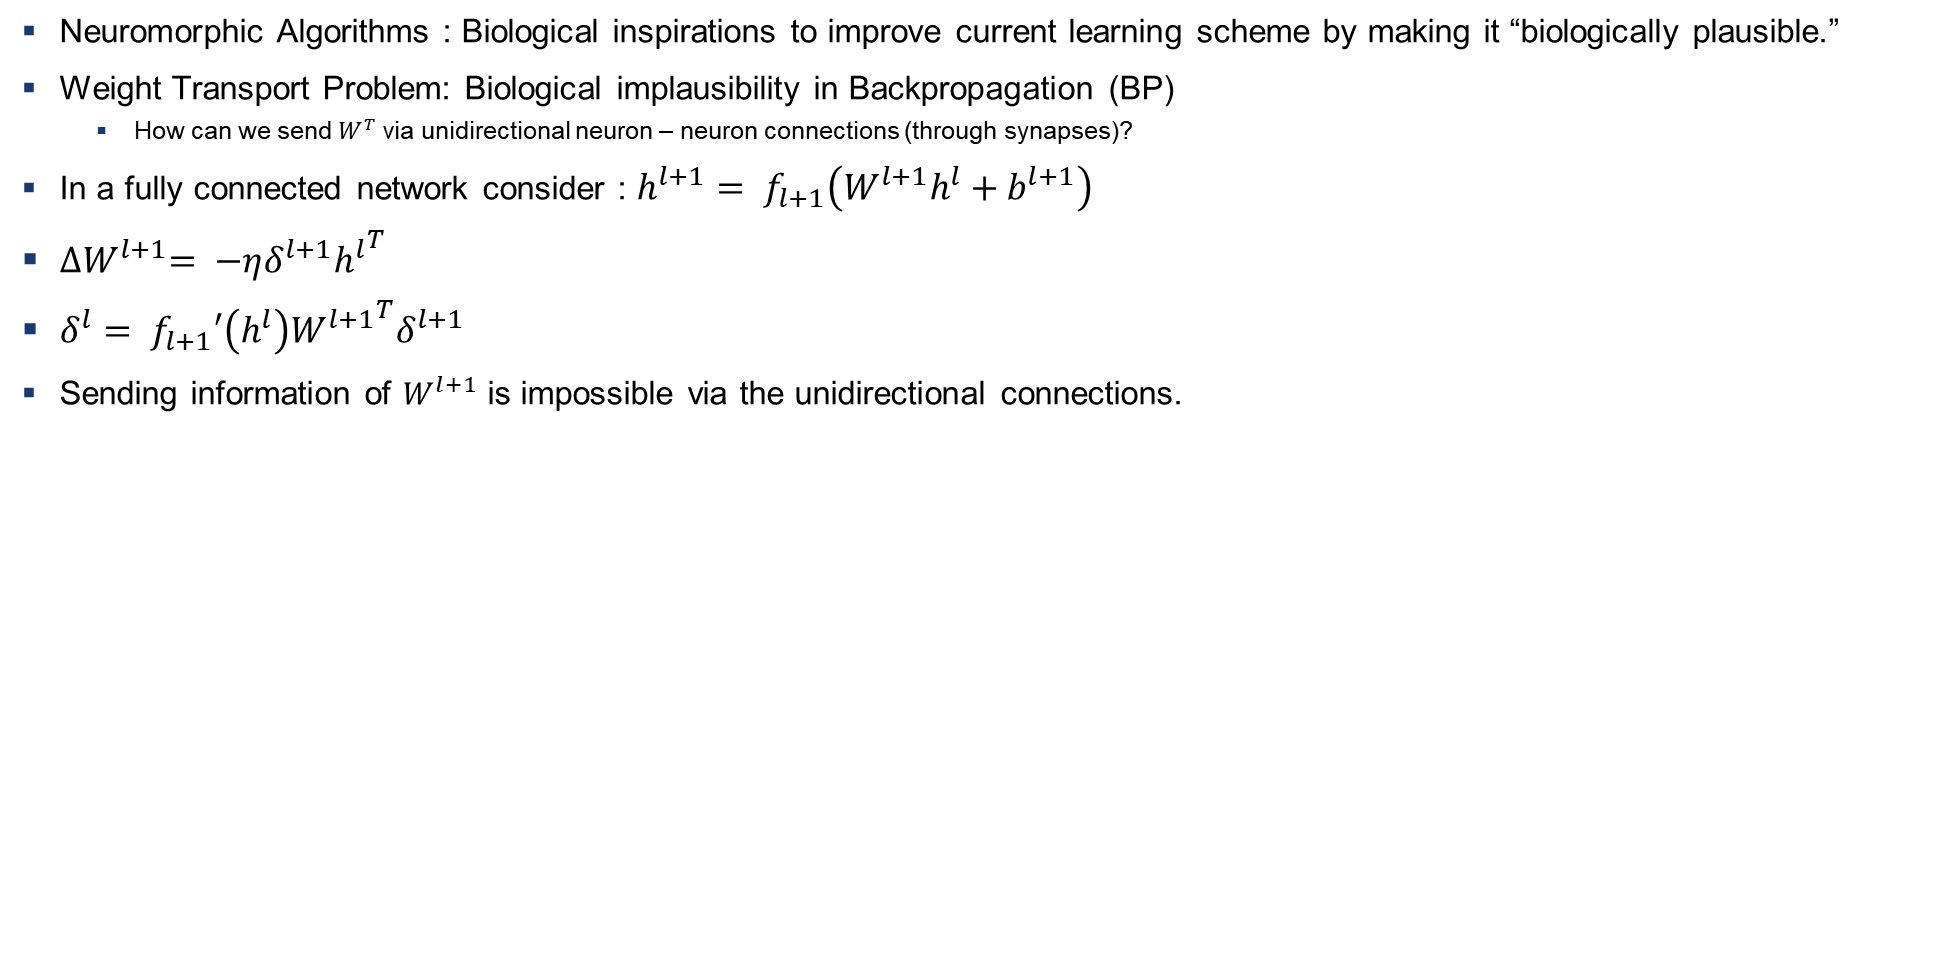 ▪ Neuromorphic Algorithms : Biological inspirations to improve current learning scheme by making it “biologically plausible.”
▪ Weight Transport Problem: Biological implausibility in Backpropagation (BP)
▪ How can we send 𝑊ᵀ via unidirectional neuron – neuron connections (through synapses)?
▪ In a fully connected network consider : h^{l+1} = f_{l+1}(W^{l+1}h^l + b^{l+1})
▪ ΔW^{l+1} = −ηδ^{l+1}h^{l^T}
▪ δ^l = f_{l+1}′(h^l)W^{l+1^T}δ^{l+1}
▪ Sending information of W^{l+1} is impossible via the unidirectional connections.